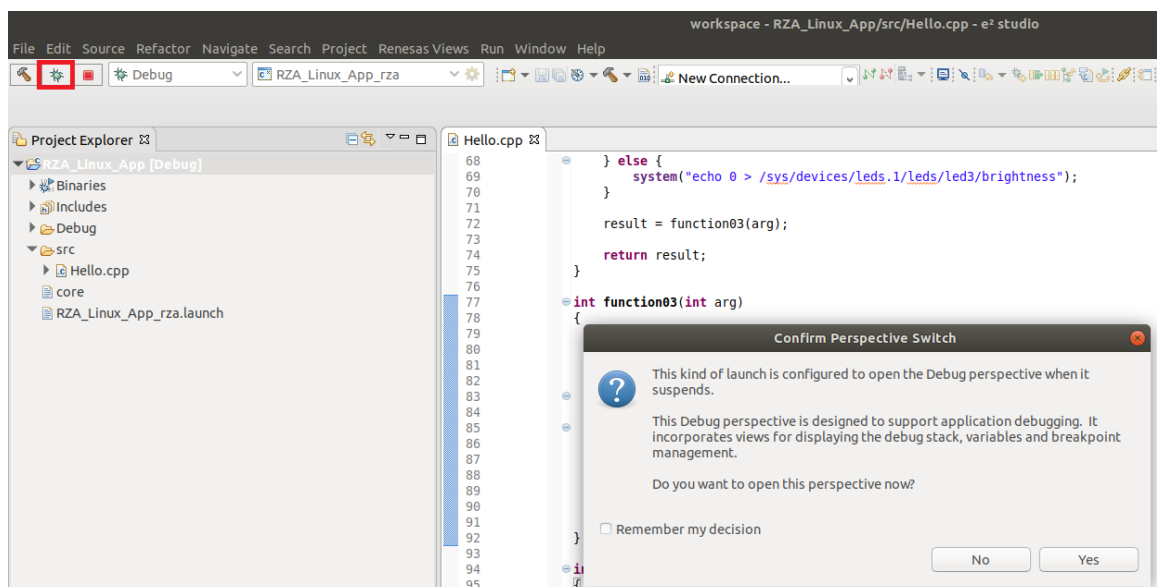 workspace - RZA_Linux_App/src/Hello.cpp - e² studio
File Edit Source Refactor Navigate Search Project Renesas Views Run Window Help
Debug RZA_Linux_App_rza New Connection...
Project Explorer Hello.cpp
RZA_Linux_App [Debug]
Binaries
Includes
Debug
src
Hello.cpp
core
RZA_Linux_App_rza.launch
68 } else {
69 system("echo 0 > /sys/devices/leds.1/leds/led3/brightness");
70 }
71
72 result = function03(arg);
73
74 return result;
75 }
76
77 int function03(int arg)
78 {
79
80
81
82
83
84
85
86
87
88
89
90
91
92 }
93
94 in
95 {
Confirm Perspective Switch
This kind of launch is configured to open the Debug perspective when it
suspends.
This Debug perspective is designed to support application debugging. It
incorporates views for displaying the debug stack, variables and breakpoint
management.
Do you want to open this perspective now?
Remember my decision
No Yes